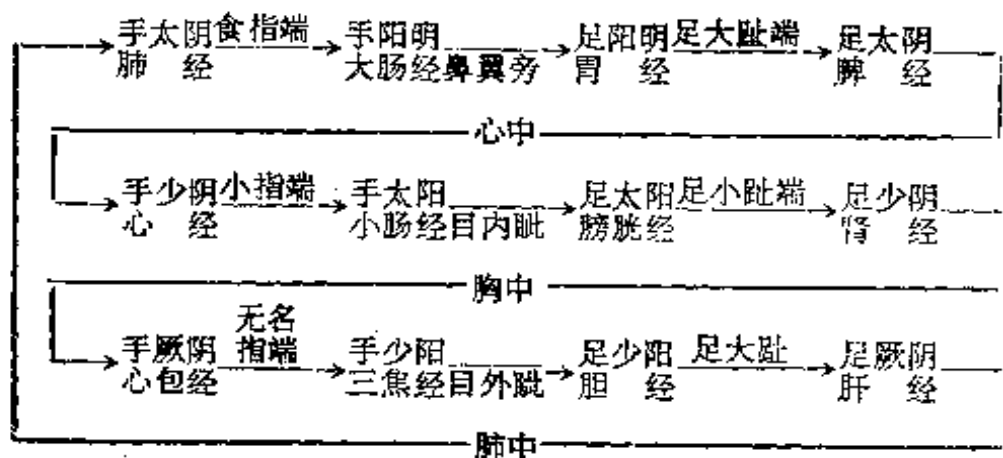 手太阴 食指端 手阳明 足阳明 足大趾端 足太阴
肺 经 大肠经 鼻翼旁 胃 经 脾 经
心中
手少阴 小指端 手太阳 足太阳 足小趾端 足少阴
心 经 小肠经 目内眦 膀胱经 肾 经
胸中
无名
手厥阴 指端 手少阳 足少阳 足大趾 足厥阴
心包经 三焦经 目外眦 胆 经 肝 经
肺中